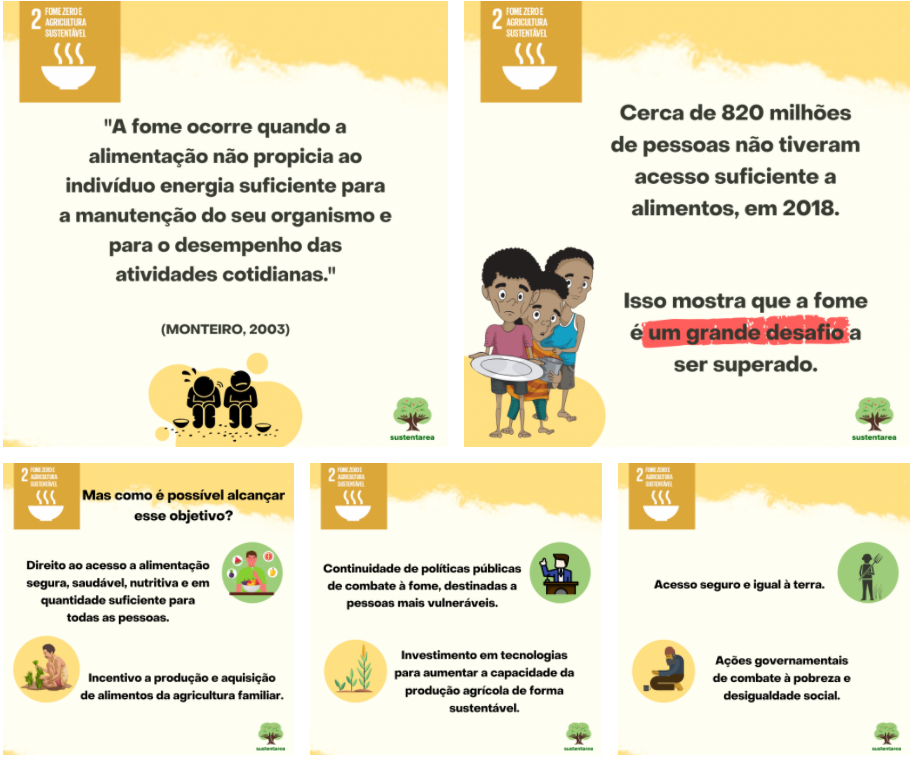 2 FOME ZERO E
AGRICULTURA
SUSTENTÁVEL
"A fome ocorre quando a
alimentação não propicia ao
indivíduo energia suficiente para
a manutenção do seu organismo e
para o desempenho das
atividades cotidianas."
(MONTEIRO, 2003)
sustentarea
2 FOME ZERO E
AGRICULTURA
SUSTENTÁVEL
Cerca de 820 milhões
de pessoas não tiveram
acesso suficiente a
alimentos, em 2018.
Isso mostra que a fome
é um grande desafio a
ser superado.
sustentarea
2 FOME ZERO E
AGRICULTURA
SUSTENTÁVEL
Mas como é possível alcançar
esse objetivo?
Direito ao acesso a alimentação
segura, saudável, nutritiva e em
quantidade suficiente para
todas as pessoas.
Incentivo a produção e aquisição
de alimentos da agricultura familiar.
sustentarea
2 FOME ZERO E
AGRICULTURA
SUSTENTÁVEL
Continuidade de políticas públicas
de combate à fome, destinadas a
pessoas mais vulneráveis.
Investimento em tecnologias
para aumentar a capacidade da
produção agrícola de forma
sustentável.
sustentarea
2 FOME ZERO E
AGRICULTURA
SUSTENTÁVEL
Acesso seguro e igual à terra.
Ações governamentais
de combate à pobreza e
desigualdade social.
sustentarea